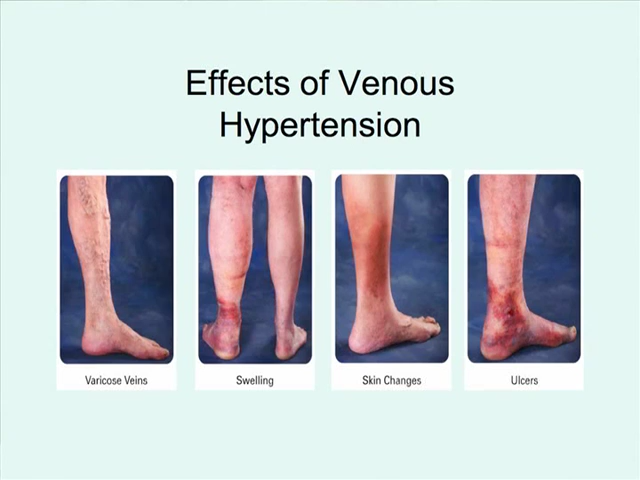 Effects of Venous
Hypertension
Varicose Veins
Swelling
Skin Changes
Ulcers